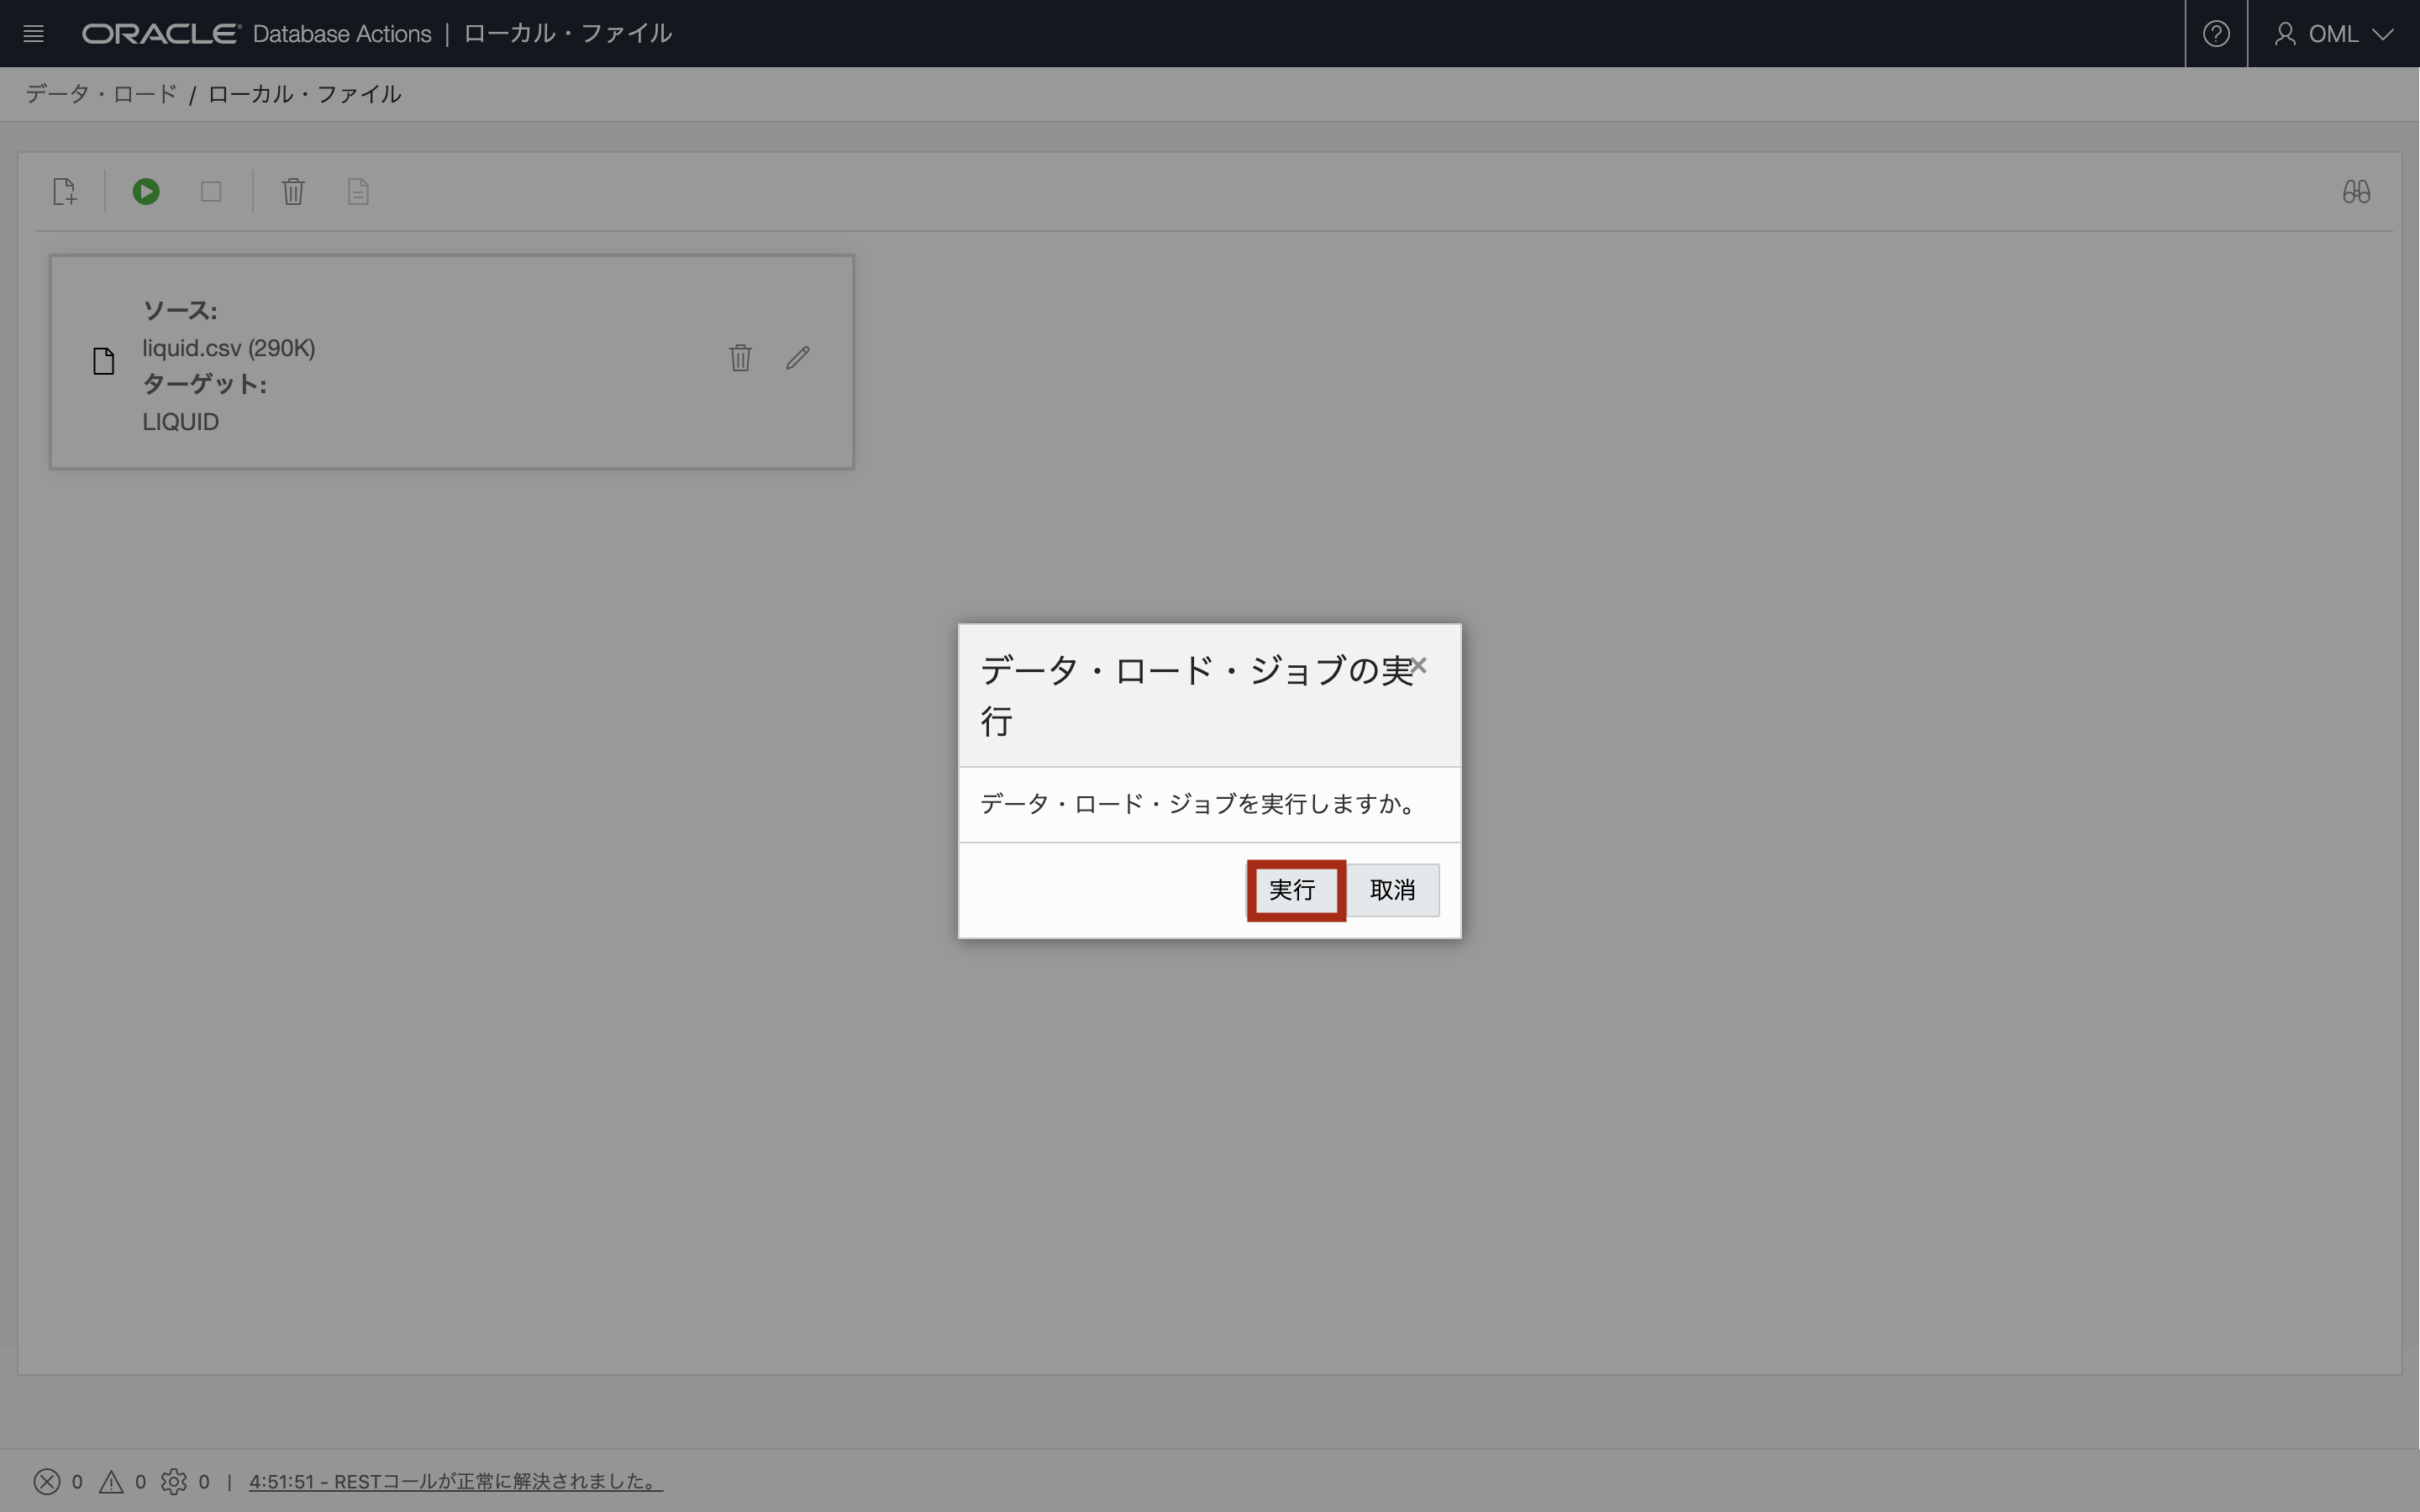 ORACLE Database Actions | ローカル・ファイル
OML
データ・ロード / ローカル・ファイル
ソース:
liquid.csv (290K)
ターゲット:
LIQUID
データ・ロード・ジョブの実
行
データ・ロード・ジョブを実行しますか。
実行 取消
0 0 0 | 4:51:51 - RESTコールが正常に解決されました。